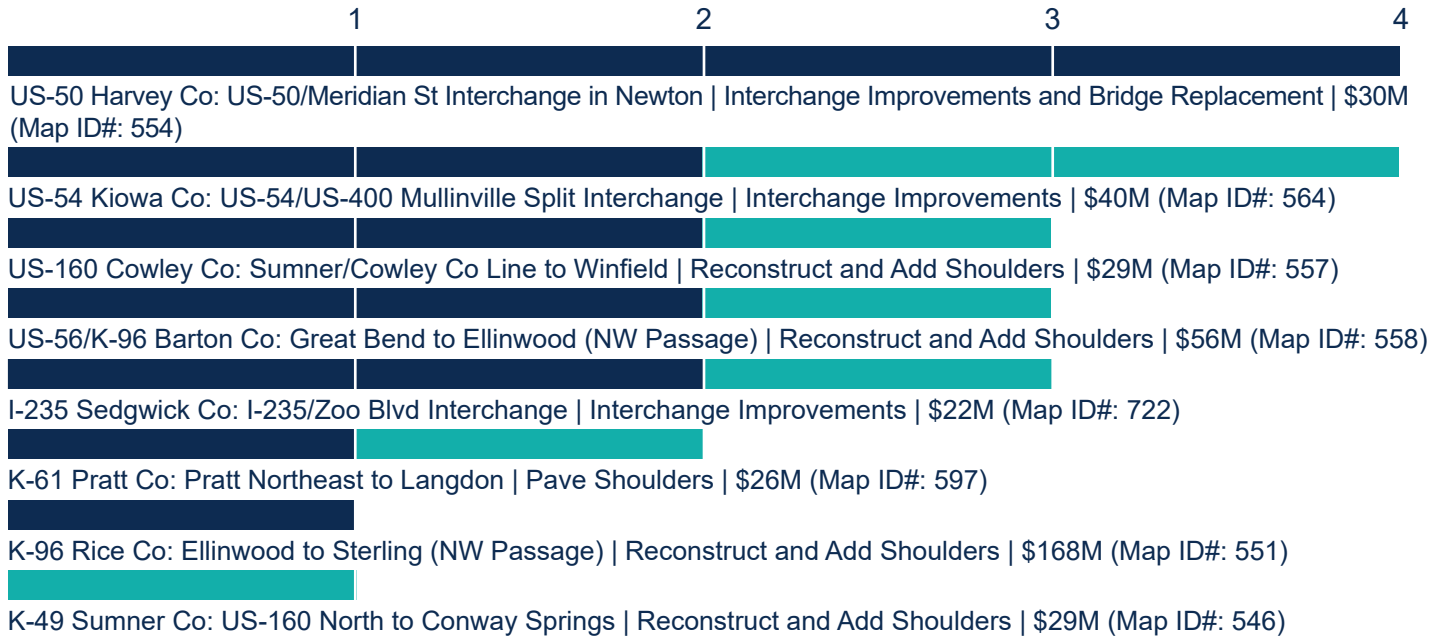 1 2 3 4
US-50 Harvey Co: US-50/Meridian St Interchange in Newton | Interchange Improvements and Bridge Replacement | $30M
(Map ID#: 554)
US-54 Kiowa Co: US-54/US-400 Mullinville Split Interchange | Interchange Improvements | $40M (Map ID#: 564)
US-160 Cowley Co: Sumner/Cowley Co Line to Winfield | Reconstruct and Add Shoulders | $29M (Map ID#: 557)
US-56/K-96 Barton Co: Great Bend to Ellinwood (NW Passage) | Reconstruct and Add Shoulders | $56M (Map ID#: 558)
I-235 Sedgwick Co: I-235/Zoo Blvd Interchange | Interchange Improvements | $22M (Map ID#: 722)
K-61 Pratt Co: Pratt Northeast to Langdon | Pave Shoulders | $26M (Map ID#: 597)
K-96 Rice Co: Ellinwood to Sterling (NW Passage) | Reconstruct and Add Shoulders | $168M (Map ID#: 551)
K-49 Sumner Co: US-160 North to Conway Springs | Reconstruct and Add Shoulders | $29M (Map ID#: 546)